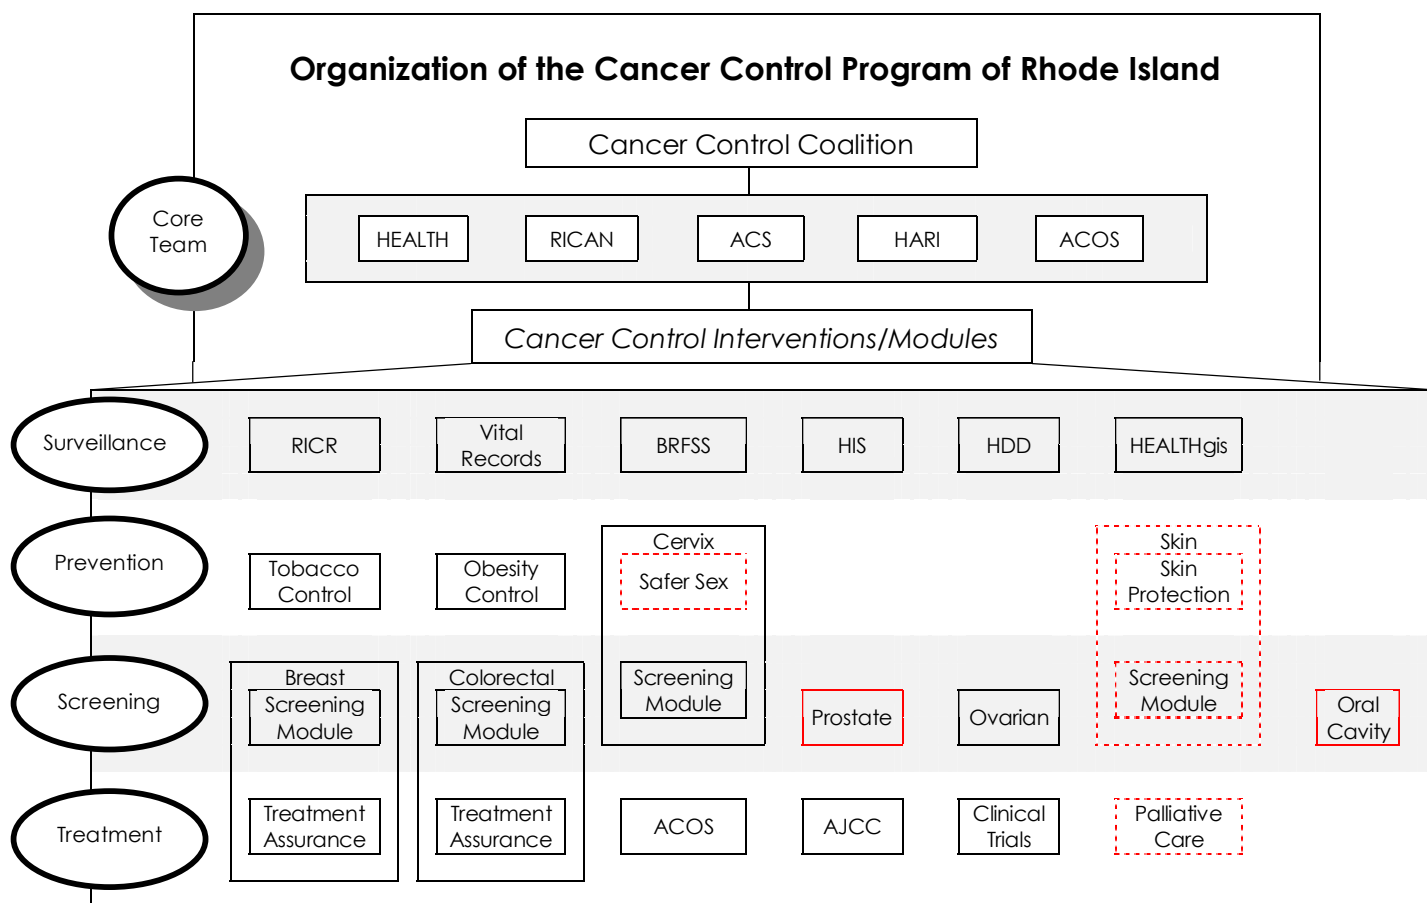 Organization of the Cancer Control Program of Rhode Island
Cancer Control Coalition
Core
Team
HEALTH
RICAN
ACS
HARI
ACOS
Cancer Control Interventions/Modules
Surveillance
RICR
Vital
Records
BRFSS
HIS
HDD
HEALTHgis
Prevention
Tobacco
Control
Obesity
Control
Cervix
Safer Sex
Skin
Skin
Protection
Screening
Breast
Screening
Module
Colorectal
Screening
Module
Screening
Module
Prostate
Ovarian
Screening
Module
Oral
Cavity
Treatment
Treatment
Assurance
Treatment
Assurance
ACOS
AJCC
Clinical
Trials
Palliative
Care